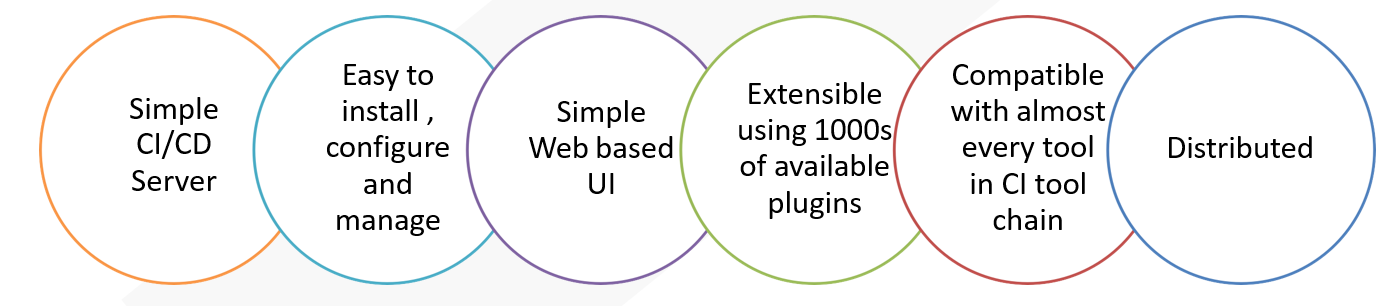 Simple
CI/CD
Server
Easy to
install ,
configure
and
manage
Simple
Web based
UI
Extensible
using 1000s
of available
plugins
Compatible
with almost
every tool
in CI tool
chain
Distributed